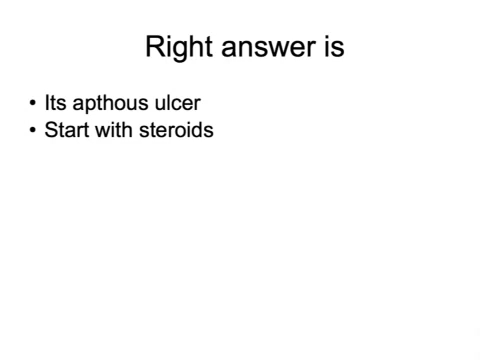 Right answer is
• Its apthous ulcer
• Start with steroids